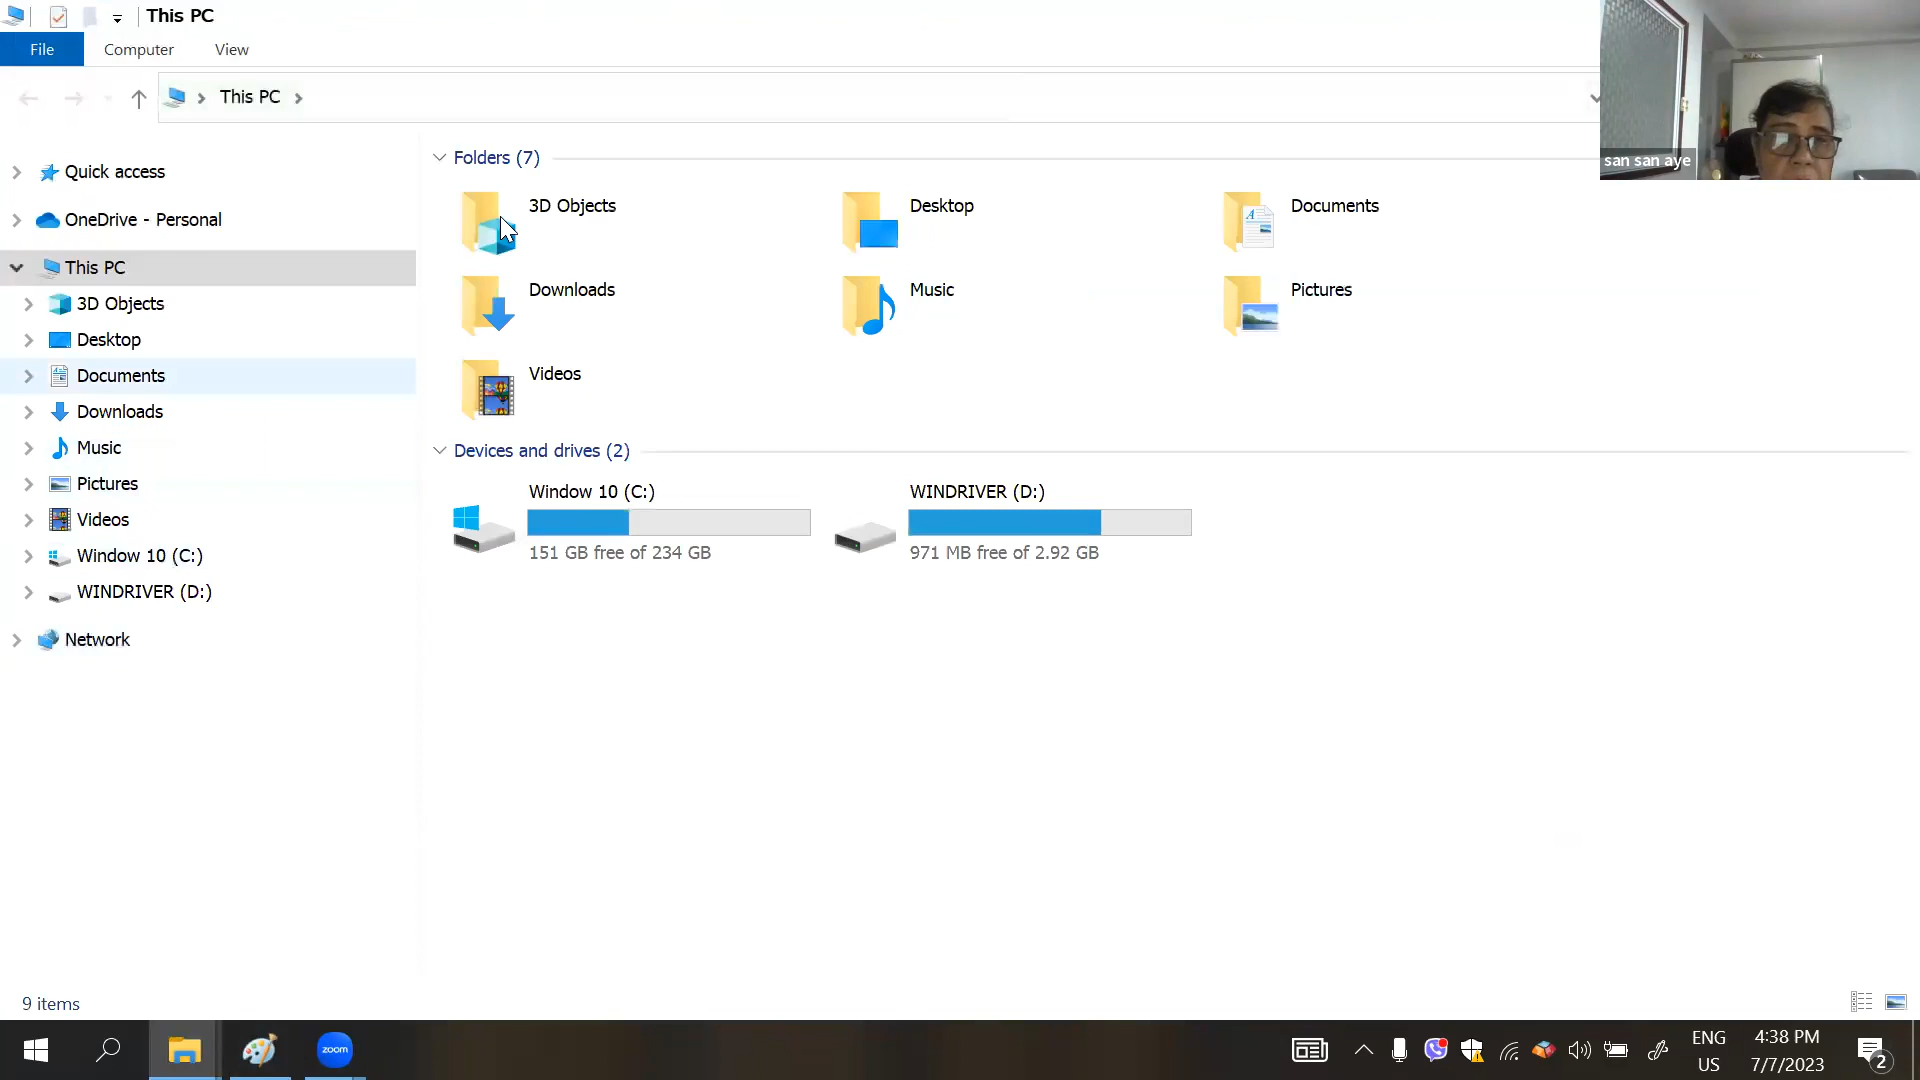 This PC
File
Computer
View
This PC
san san aye
Quick access
OneDrive - Personal
This PC
3D Objects
Desktop
Documents
Downloads
Music
Pictures
Videos
Window 10 (C:)
WINDRIVER (D:)
Network
Folders (7)
3D Objects
Desktop
Documents
Downloads
Music
Pictures
Videos
Devices and drives (2)
Window 10 (C:)
151 GB free of 234 GB
WINDRIVER (D:)
971 MB free of 2.92 GB
9 items
zoom
ENG
US
4:38 PM
7/7/2023
2